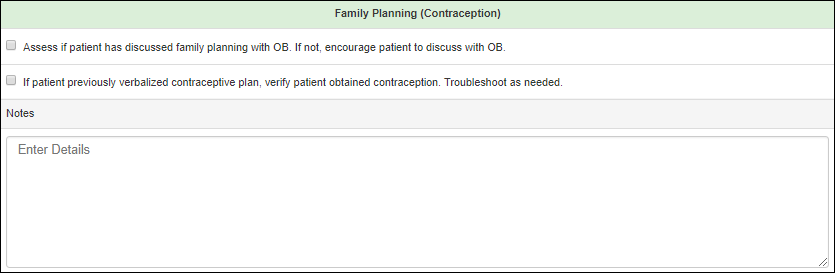 Family Planning (Contraception)
Assess if patient has discussed family planning with OB. If not, encourage patient to discuss with OB.
If patient previously verbalized contraceptive plan, verify patient obtained contraception. Troubleshoot as needed.
Notes
Enter Details